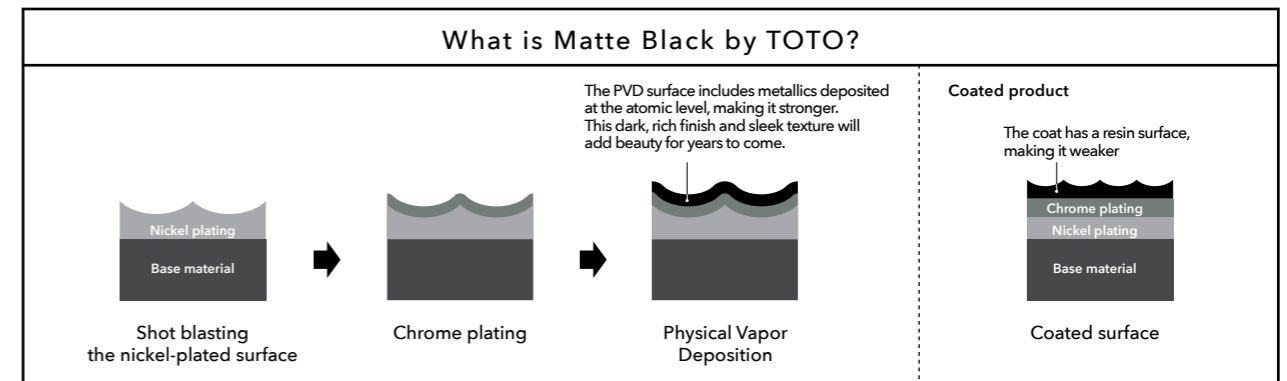 What is Matte Black by TOTO?
The PVD surface includes metallics deposited
at the atomic level, making it stronger.
This dark, rich finish and sleek texture will
add beauty for years to come.
Nickel plating
Base material
Shot blasting
the nickel-plated surface
Chrome plating
Physical Vapor
Deposition
Coated product
The coat has a resin surface,
making it weaker
Chrome plating
Nickel plating
Base material
Coated surface